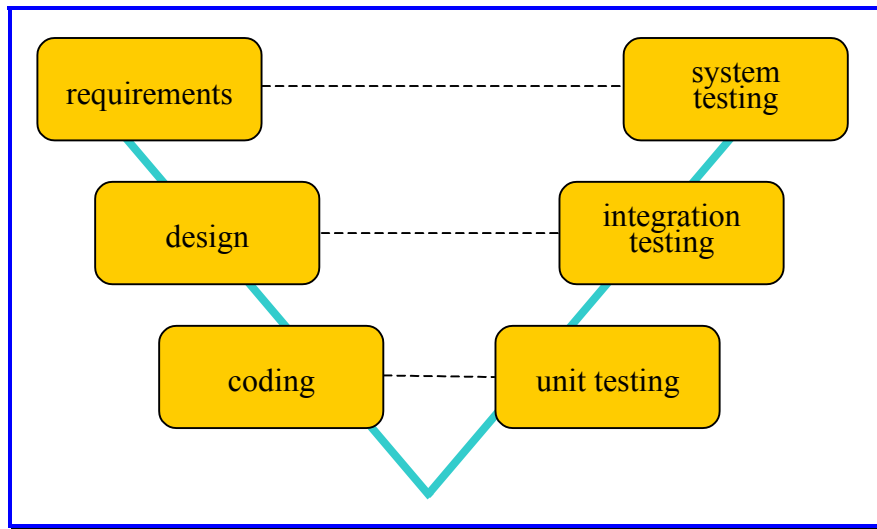 requirements
system
testing
design
integration
testing
coding
unit testing